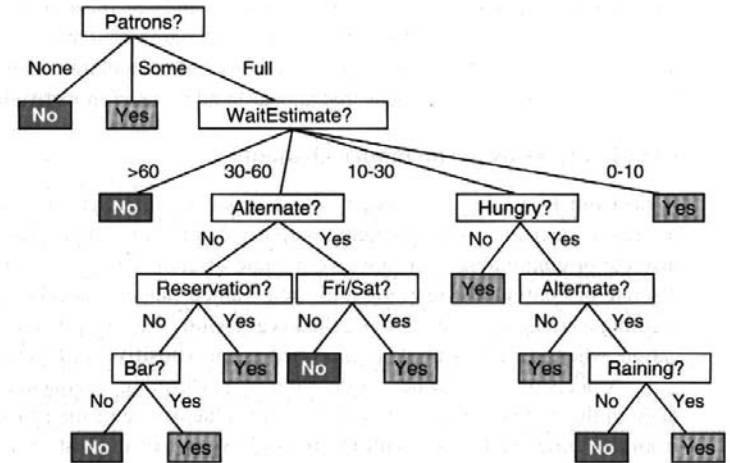 Patrons?
None Some Full
No Yes WaitEstimate?
>60 30-60 10-30 0-10
No Alternate? Hungry? Yes
No Yes No Yes
Reservation? Fri/Sat? Yes Alternate?
No Yes No Yes No Yes
Bar? Yes No Yes Yes Raining?
No Yes No Yes
No Yes No Yes